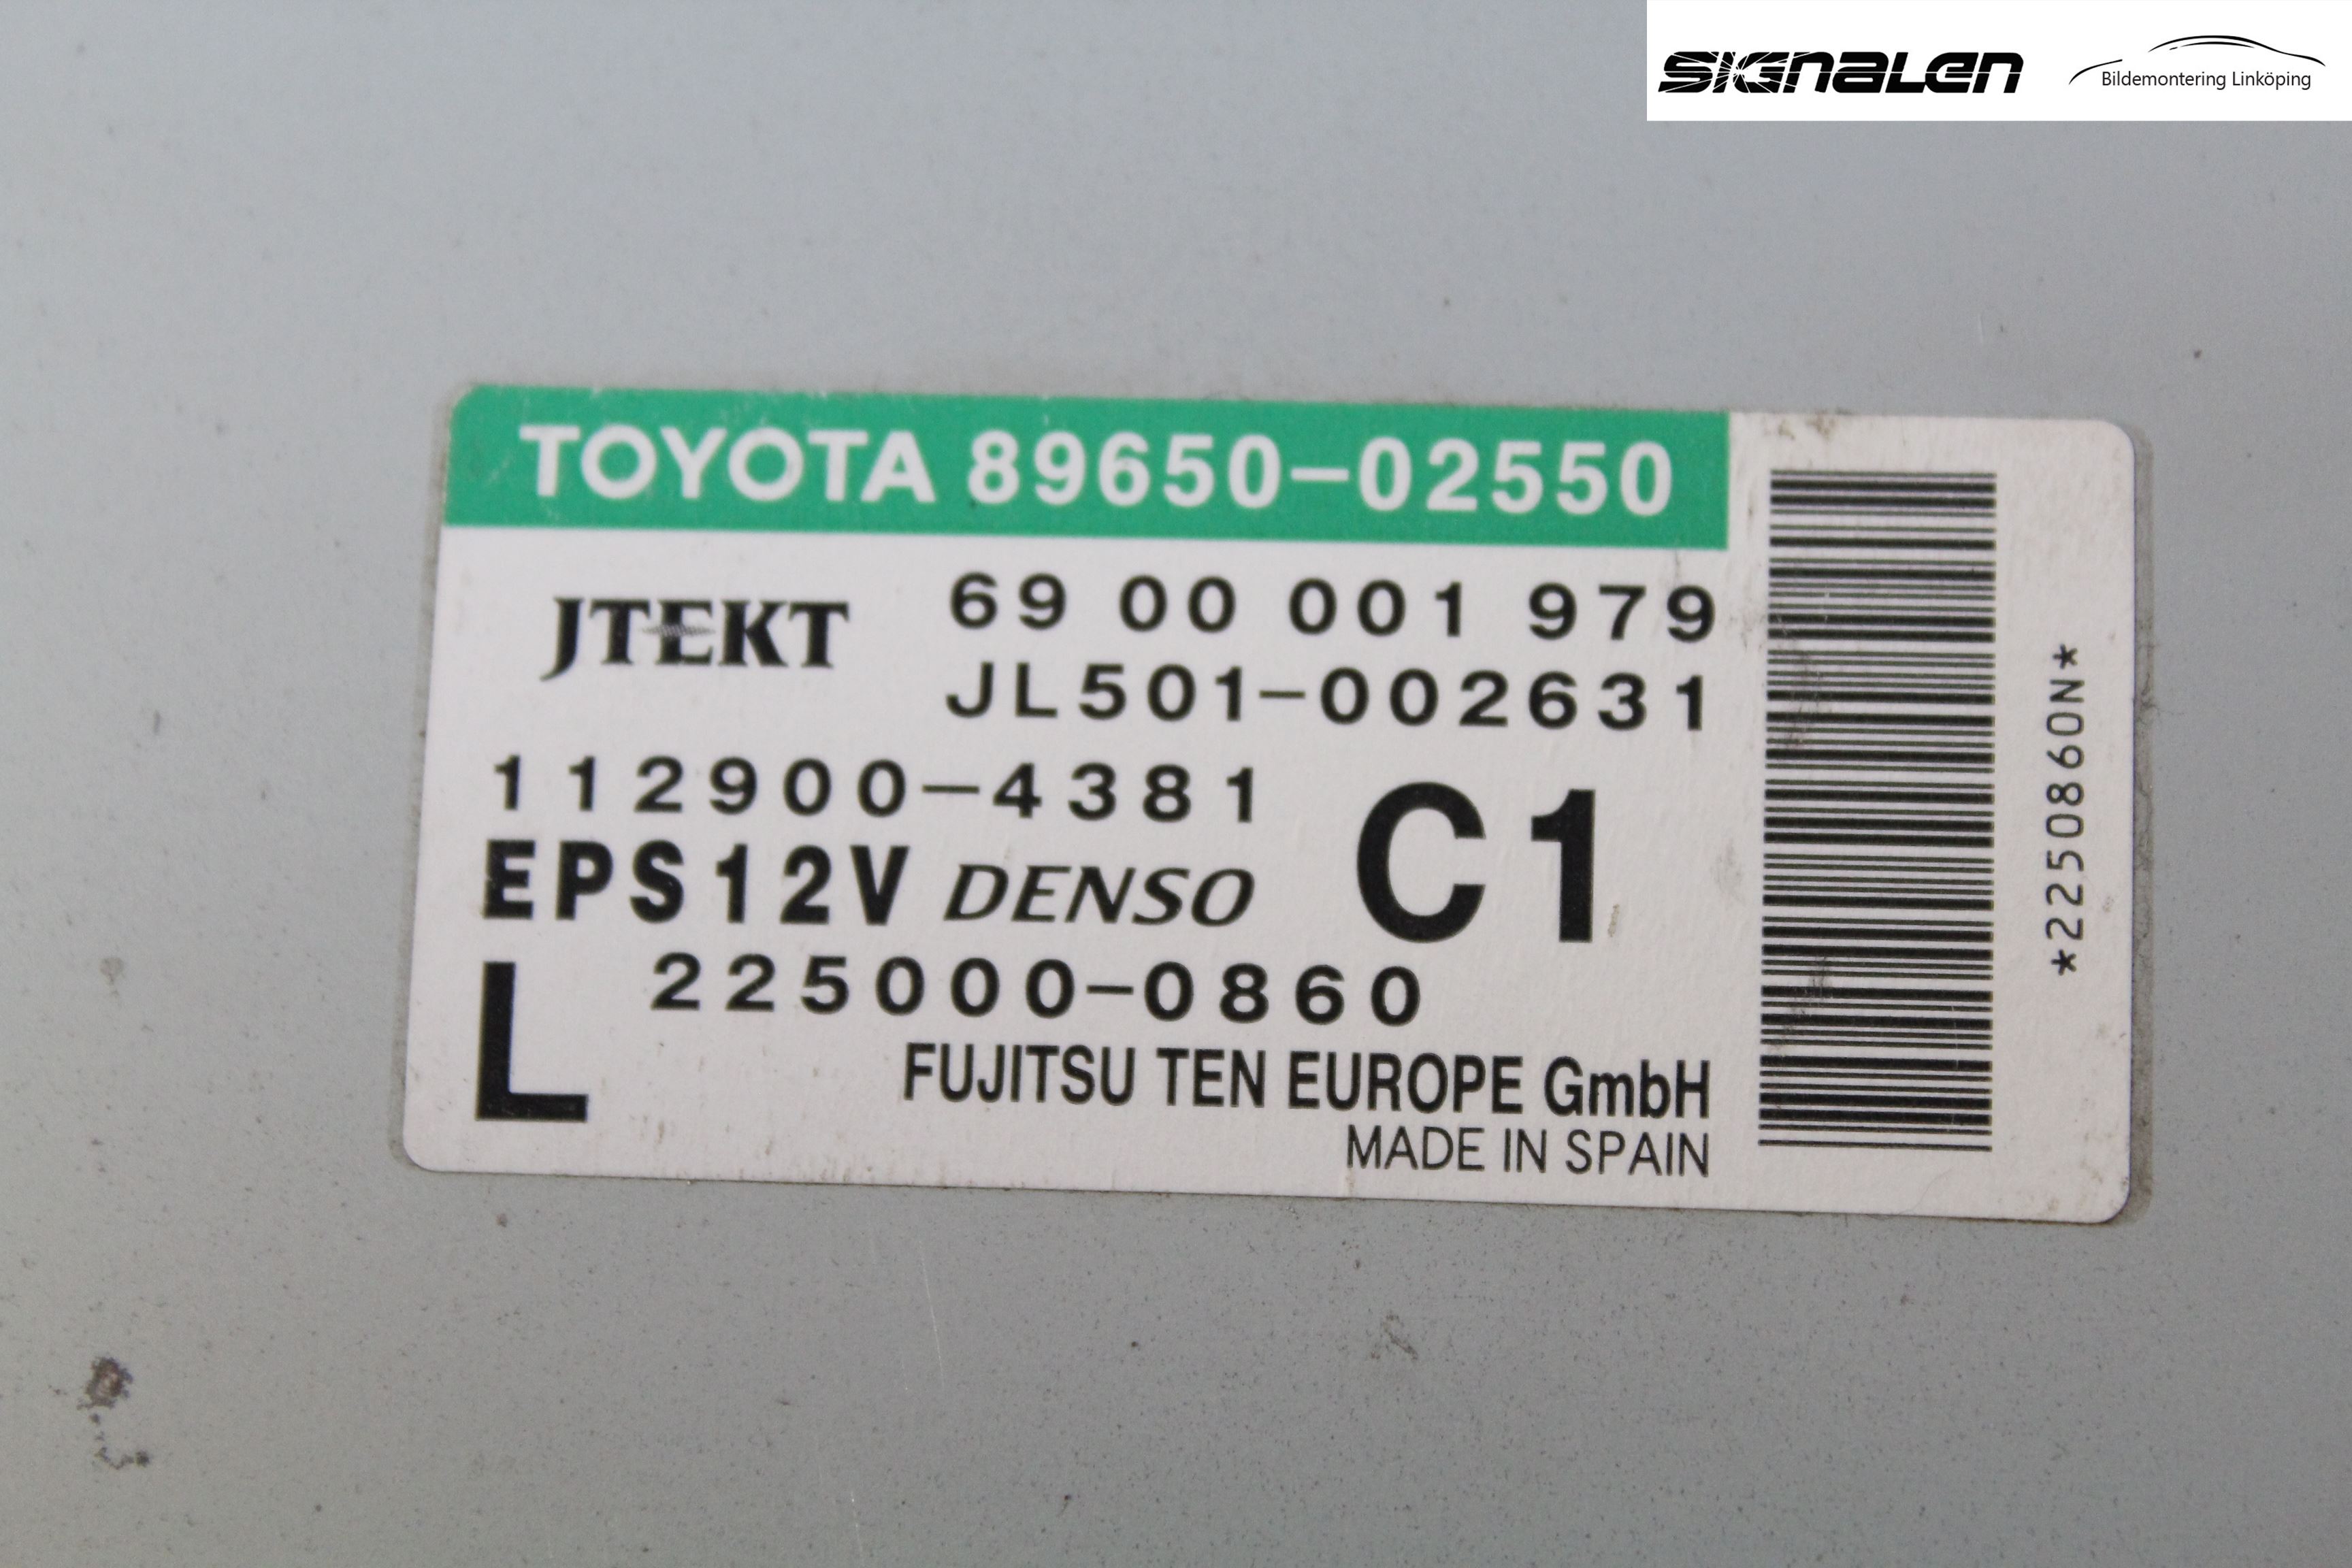 SIGNALEN
Bildemontering Linköping
TOYOTA 89650-02550
JTEKT
69 00 001 979
JL501-002631
112900-4381
C1
EPS12V DENSO
L
225000-0860
FUJITSU TEN EUROPE GmbH
MADE IN SPAIN
*2250860N*